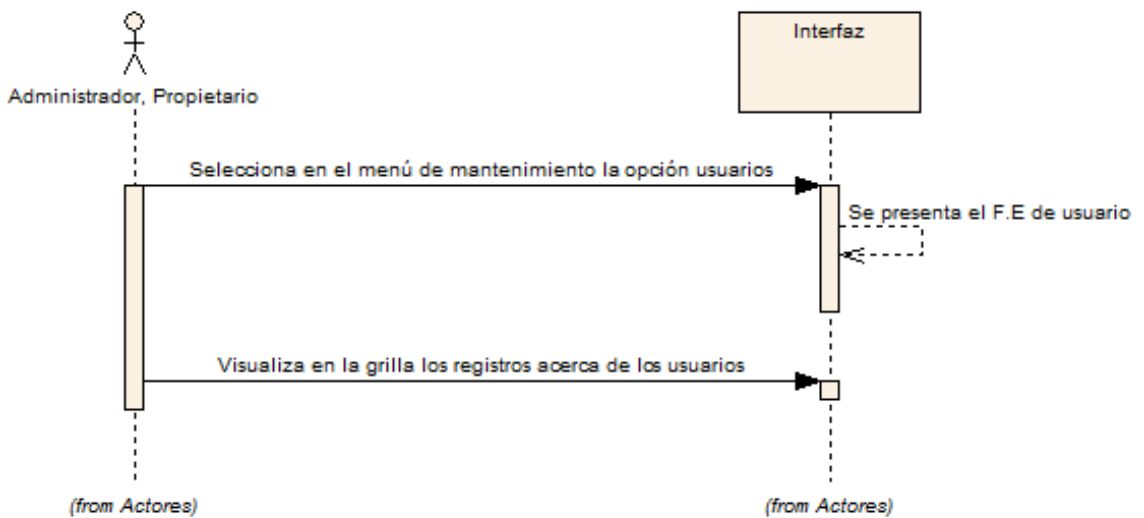 Interfaz
Administrador, Propietario
Selecciona en el menú de mantenimiento la opción usuarios
Se presenta el F.E de usuario
Visualiza en la grilla los registros acerca de los usuarios
(from Actores)
(from Actores)